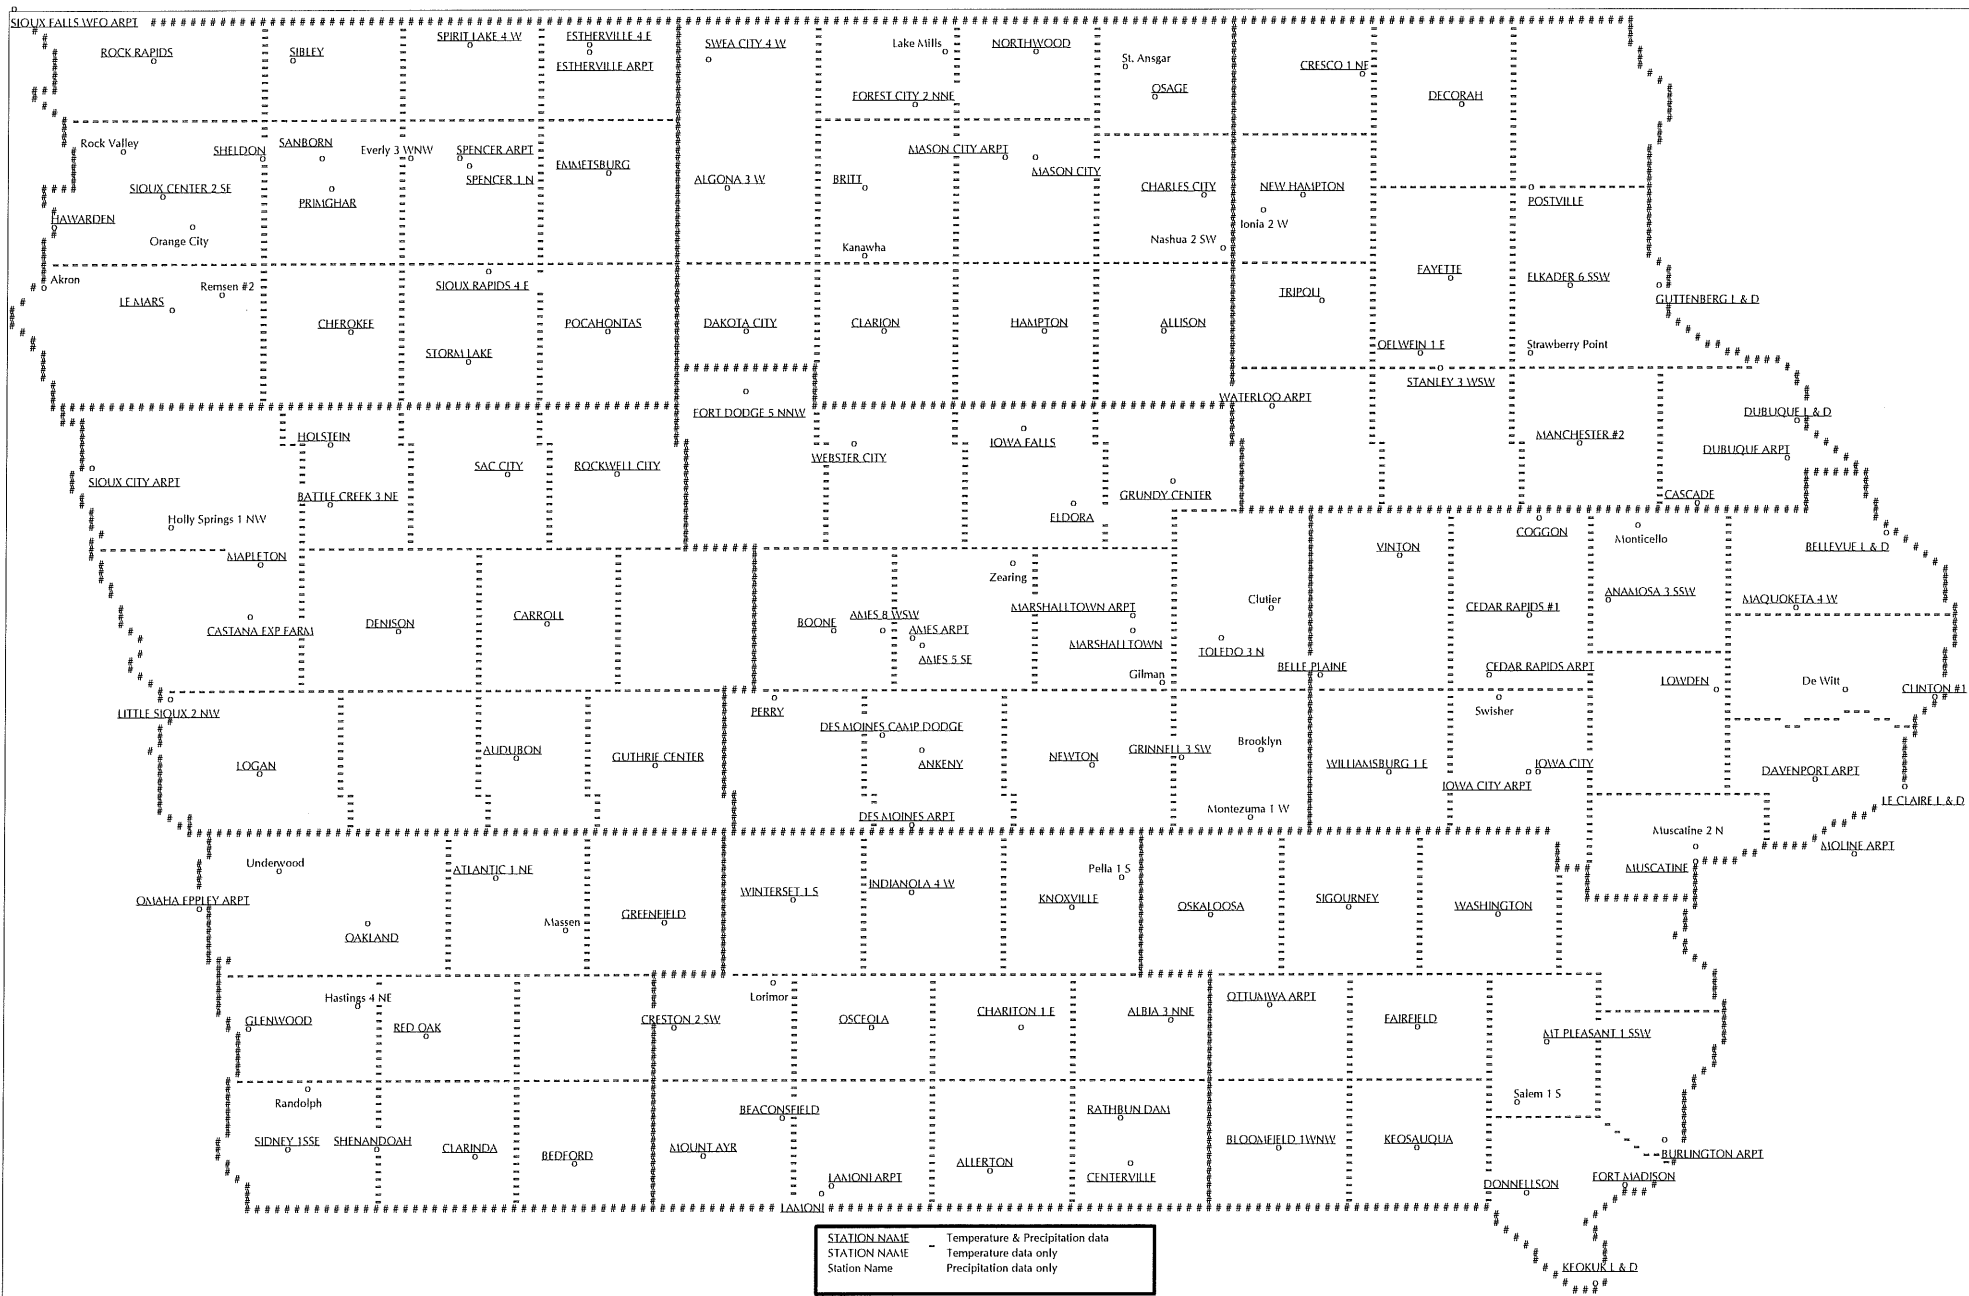 SIOUX FALLS WFO ARPT
ROCK RAPIDS
SIBLEY
SPIRIT LAKE 4 W
ESTHERVILLE 4 E
ESTHERVILLE ARPT
SWEA CITY 4 W
Lake Mills
NORTHWOOD
St. Ansgar
OSAGE
CRESCO 1 NE
DECORAH
FOREST CITY 2 NNE
Rock Valley
SHELDON
SANBORN
Everly 3 WNW
SPENCER ARPT
SPENCER 1 N
EMMETSBURG
MASON CITY ARPT
MASON CITY
SIOUX CENTER 2 SE
PRIMGHAR
ALGONA 3 W
BRITT
CHARLES CITY
NEW HAMPTON
POSTVILLE
HAWARDEN
Orange City
Kanawha
Nashua 2 SW
Ionia 2 W
Akron
LE MARS
Remsen #2
SIOUX RAPIDS 4 E
FAYETTE
ELKADER 6 SSW
TRIPOLI
GUTTENBERG L & D
CHEROKEE
POCAHONTAS
DAKOTA CITY
CLARION
HAMPTON
ALLISON
STORM LAKE
OELWEIN 1 E
Strawberry Point
STANLEY 3 WSW
WATERLOO ARPT
FORT DODGE 5 NNW
DUBUQUE L & D
HOLSTEIN
IOWA FALLS
MANCHESTER #2
DUBUQUE ARPT
SIOUX CITY ARPT
SAC CITY
ROCKWELL CITY
WEBSTER CITY
BATTLE CREEK 3 NE
GRUNDY CENTER
CASCADE
Holly Springs 1 NW
ELDORA
COGGON
Monticello
BELLEVUE L & D
MAPLETON
VINTON
Zearing
CASTANA EXP FARM
DENISON
CARROLL
BOONE
AMES 8 WSW
AMES ARPT
AMES 5 SE
MARSHALLTOWN ARPT
MARSHALLTOWN
Clutier
CEDAR RAPIDS #1
ANAMOSA 3 SSW
MAQUOKETA 4 W
TOLEDO 3 N
Gilman
BELLE PLAINE
CEDAR RAPIDS ARPT
LOWDEN
De Witt
CLINTON #1
LITTLE SIOUX 2 NW
PERRY
Swisher
DES MOINES CAMP DODGE
ANKENY
LOGAN
AUDUBON
GUTHRIE CENTER
NEWTON
GRINNELL 3 SW
Brooklyn
WILLIAMSBURG 1 E
IOWA CITY
IOWA CITY ARPT
DAVENPORT ARPT
LE CLAIRE L & D
DES MOINES ARPT
Montezuma 1 W
Muscatine 2 N
MOLINE ARPT
MUSCATINE
Underwood
ATLANTIC 1 NE
WINTERSET 1 S
INDIANOLA 4 W
Pella 1 S
KNOXVILLE
OMAHA EPPLEY ARPT
OAKLAND
Massen
GREENFIELD
OSKALOOSA
SIGOURNEY
WASHINGTON
Hastings 4 NE
GLENWOOD
RED OAK
Lorimor
CRESTON 2 SW
OSCEOLA
CHARITON 1 E
ALBIA 3 NNE
OTTUMWA ARPT
FAIRFIELD
MT PLEASANT 1 SSW
Randolph
BEACONSFIELD
RATHBUN DAM
Salem 1 S
SIDNEY 1SSE
SHENANDOAH
CLARINDA
BEDFORD
MOUNT AYR
BLOOMFIELD 1WNW
KEOSAUQUA
BURLINGTON ARPT
LAMONI ARPT
ALLERTON
CENTERVILLE
DONNELLSON
FORT MADISON
LAMONI
KEOKUK L & D
STATION NAME - Temperature & Precipitation data
STATION NAME Temperature data only
Station Name Precipitation data only